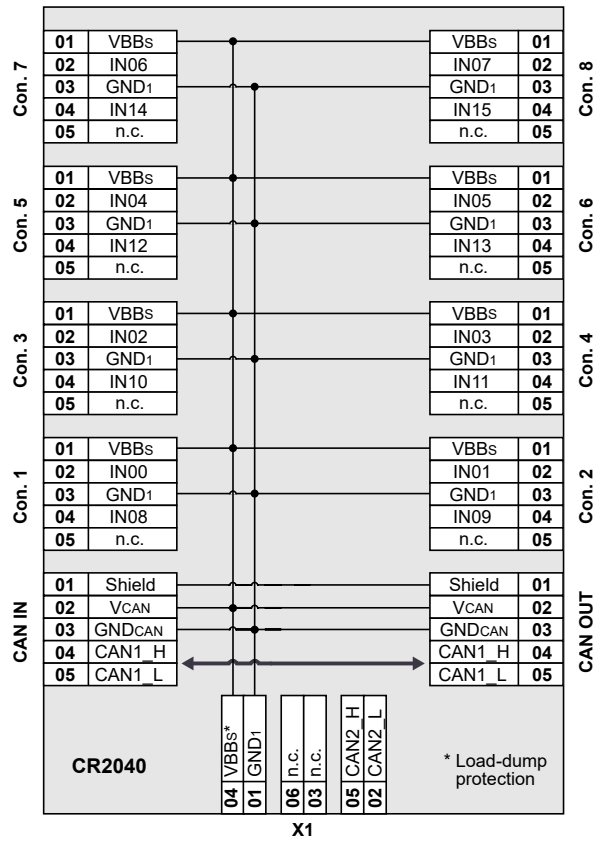 Con. 7
01 VBBS VBBS 01
02 IN06 IN07 02
03 GND1 GND1 03
04 IN14 IN15 04
05 n.c. n.c. 05
Con. 8
Con. 5
01 VBBS VBBS 01
02 IN04 IN05 02
03 GND1 GND1 03
04 IN12 IN13 04
05 n.c. n.c. 05
Con. 6
Con. 3
01 VBBS VBBS 01
02 IN02 IN03 02
03 GND1 GND1 03
04 IN10 IN11 04
05 n.c. n.c. 05
Con. 4
Con. 1
01 VBBS VBBS 01
02 IN00 IN01 02
03 GND1 GND1 03
04 IN08 IN09 04
05 n.c. n.c. 05
Con. 2
CAN IN
01 Shield Shield 01
02 VCAN VCAN 02
03 GNDCAN GNDCAN 03
04 CAN1_H CAN1_H 04
05 CAN1_L CAN1_L 05
CAN OUT
CR2040
04 VBBS*
01 GND1
06 n.c.
03 n.c.
05 CAN2_H
02 CAN2_L
* Load-dump
protection
X1